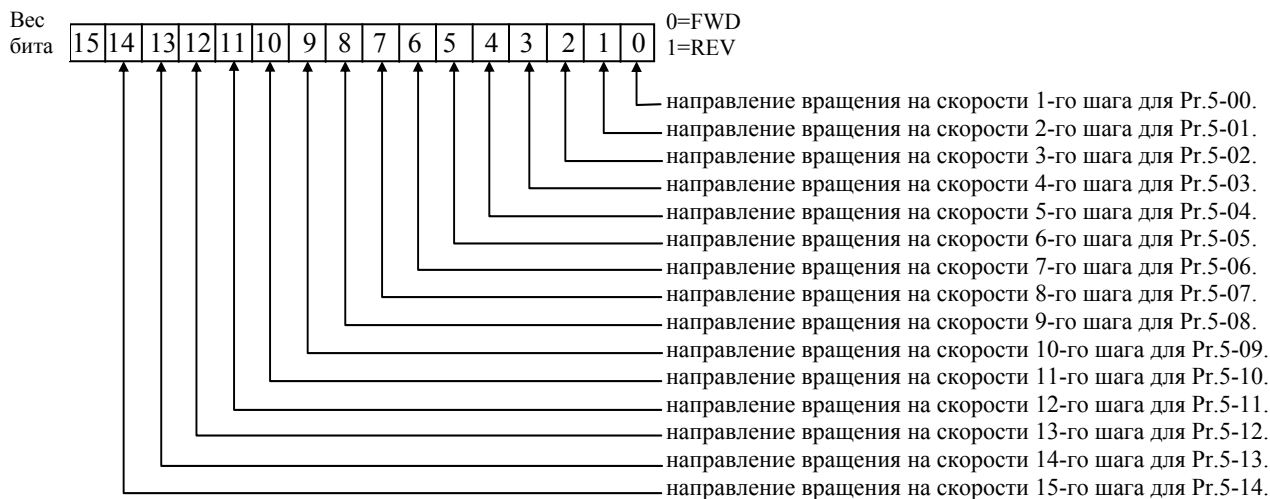 Вес
бита
15 14 13 12 11 10 9 8 7 6 5 4 3 2 1 0
0=FWD
1=REV
направление вращения на скорости 1-го шага для Pr.5-00.
направление вращения на скорости 2-го шага для Pr.5-01.
направление вращения на скорости 3-го шага для Pr.5-02.
направление вращения на скорости 4-го шага для Pr.5-03.
направление вращения на скорости 5-го шага для Pr.5-04.
направление вращения на скорости 6-го шага для Pr.5-05.
направление вращения на скорости 7-го шага для Pr.5-06.
направление вращения на скорости 8-го шага для Pr.5-07.
направление вращения на скорости 9-го шага для Pr.5-08.
направление вращения на скорости 10-го шага для Pr.5-09.
направление вращения на скорости 11-го шага для Pr.5-10.
направление вращения на скорости 12-го шага для Pr.5-11.
направление вращения на скорости 13-го шага для Pr.5-12.
направление вращения на скорости 14-го шага для Pr.5-13.
направление вращения на скорости 15-го шага для Pr.5-14.